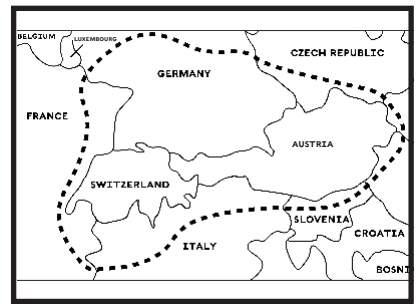 BELGIUM
LUXEMBOURG
CZECH REPUBLIC
GERMANY
FRANCE
AUSTRIA
SWITZERLAND
SLOVENIA
ITALY
CROATIA
BOSNI